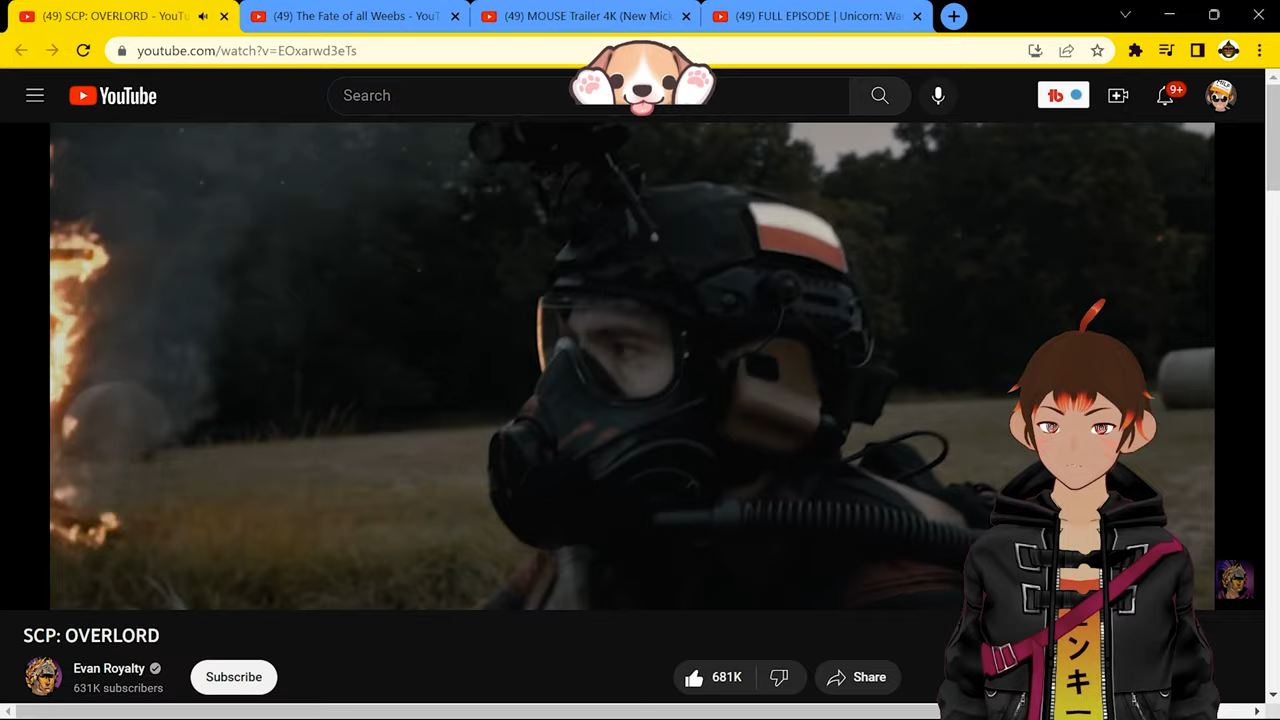 (49) SCP: OVERLORD - YouTu
(49) The Fate of all Weebs - YouT
(49) MOUSE Trailer 4K (New Mick
(49) FULL EPISODE | Unicorn: Wa
youtube.com/watch?v=EOxarwd3eTs
YouTube
Search
9+
SCP: OVERLORD
Evan Royalty
631K subscribers
Subscribe
681K
Share
ンキー